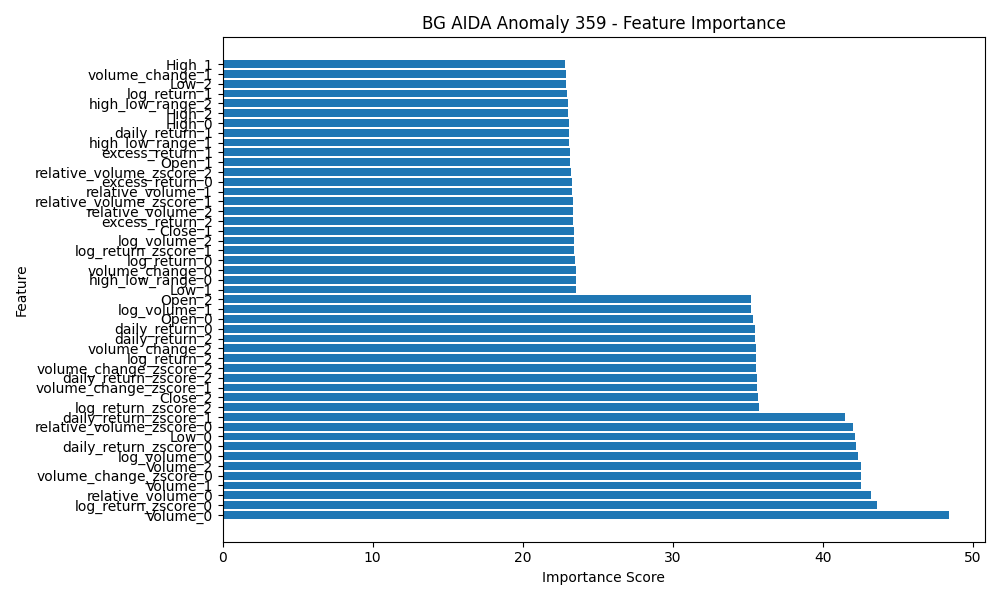 BG AIDA Anomaly 359 - Feature Importance
High_1
volume_change_1
Low_2
log_return_1
high_low_range_2
High_2
High_0
daily_return_1
high_low_range_1
excess_return_1
Open_1
relative_volume_zscore_2
excess_return_0
relative_volume_1
relative_volume_zscore_1
relative_volume_2
excess_return_2
Close_1
log_volume_2
log_return_zscore_1
log_return_0
volume_change_0
high_low_range_0
Low_1
Open_2
log_volume_1
Open_0
daily_return_0
daily_return_2
volume_change_2
log_return_2
volume_change_zscore_2
daily_return_zscore_2
volume_change_zscore_1
Close_2
log_return_zscore_2
daily_return_zscore_1
relative_volume_zscore_0
Low_0
daily_return_zscore_0
log_volume_0
Volume_2
volume_change_zscore_0
Volume_1
relative_volume_0
log_return_zscore_0
Volume_0
Feature
0 10 20 30 40 50
Importance Score